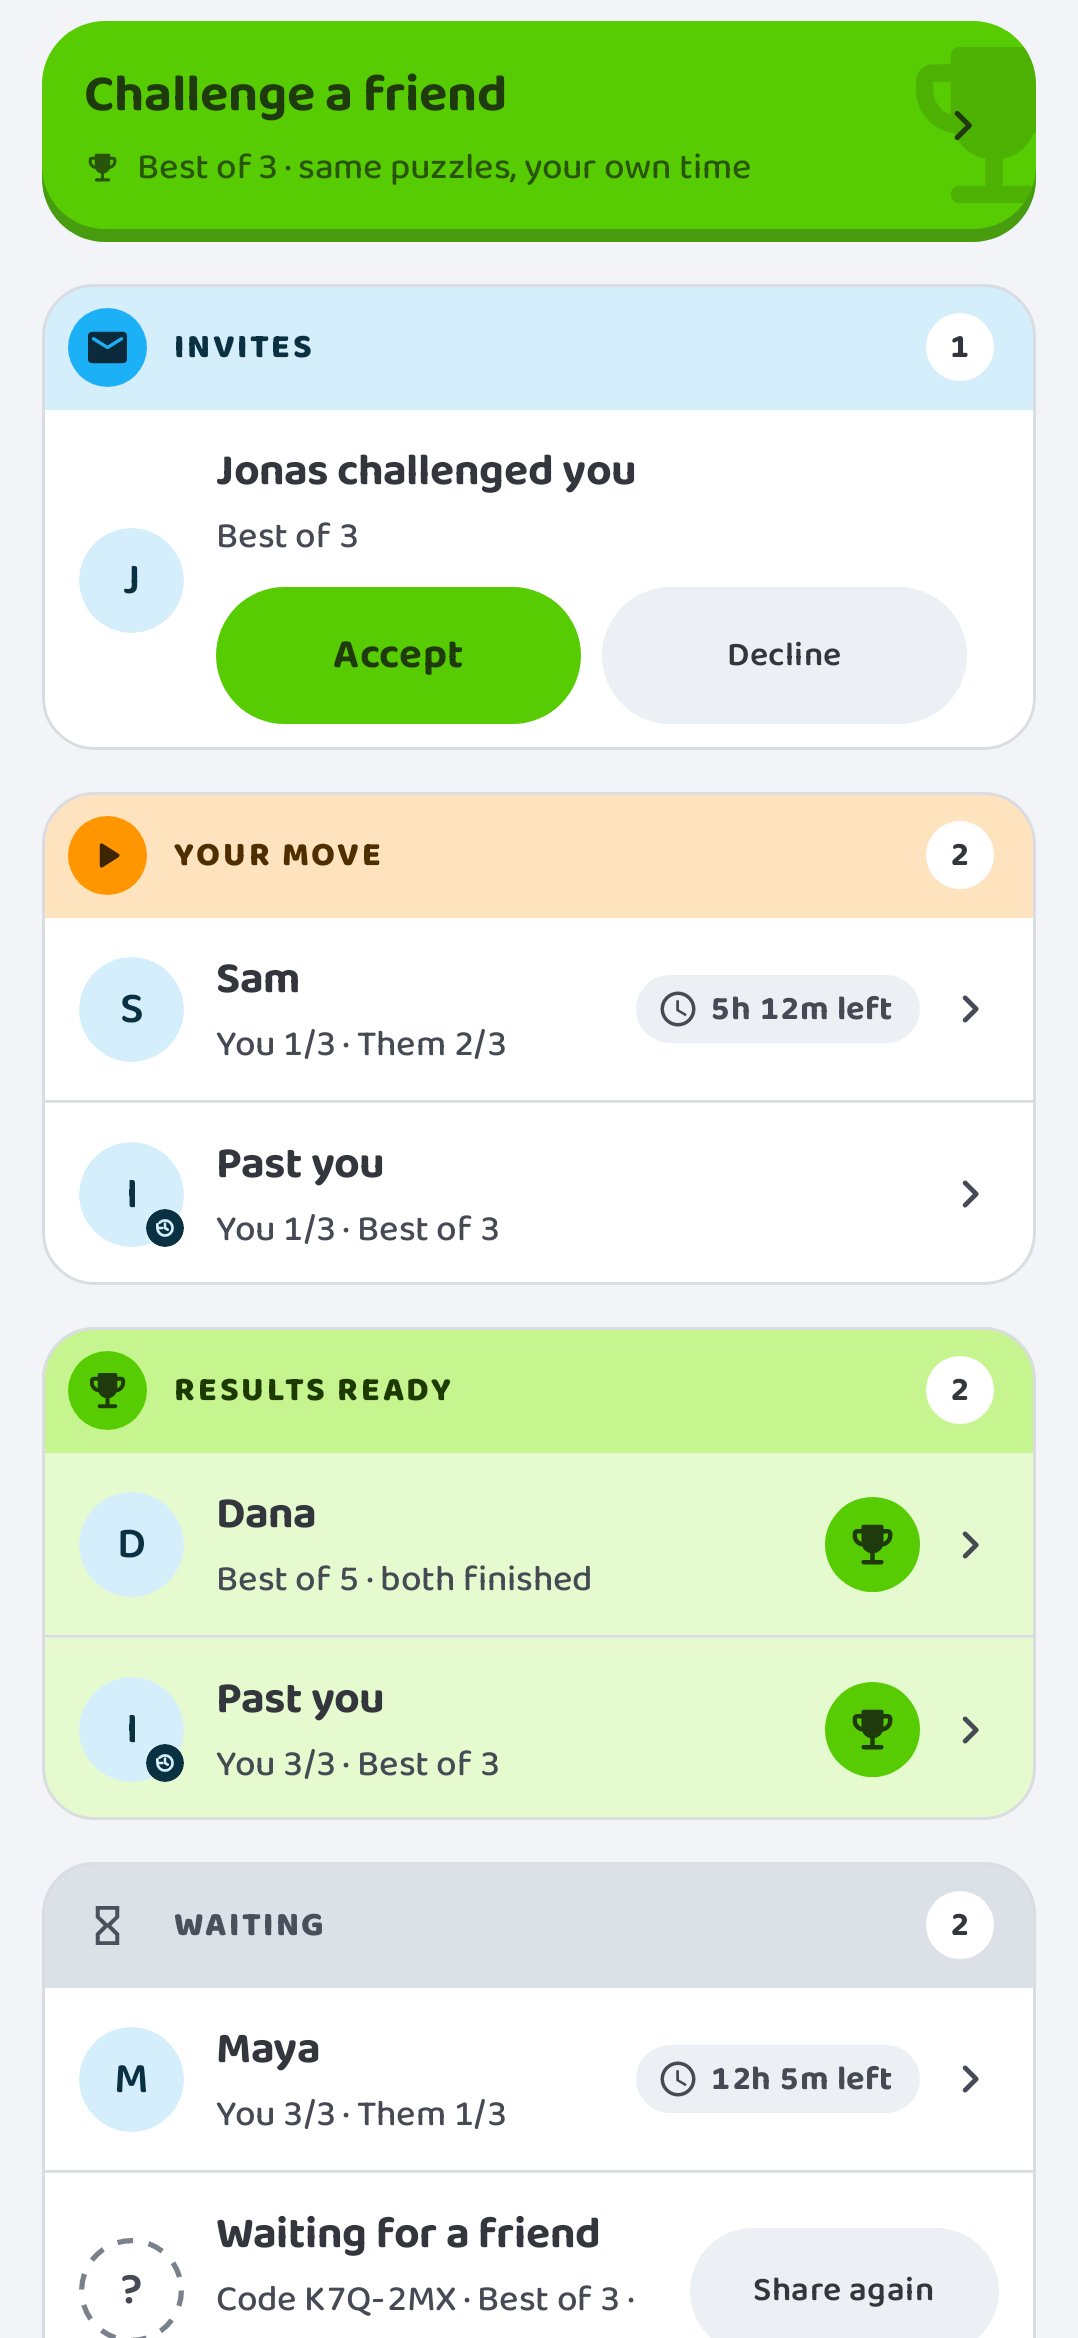 Challenge a friend
Best of 3 · same puzzles, your own time
INVITES
1
Jonas challenged you
J
Best of 3
Accept
Decline
YOUR MOVE
2
S
Sam
You 1/3 · Them 2/3
5h 12m left
I
Past you
You 1/3 · Best of 3
RESULTS READY
2
D
Dana
Best of 5 · both finished
I
Past you
You 3/3 · Best of 3
WAITING
2
M
Maya
You 3/3 · Them 1/3
12h 5m left
?
Waiting for a friend
Code K7Q-2MX · Best of 3 ·
Share again